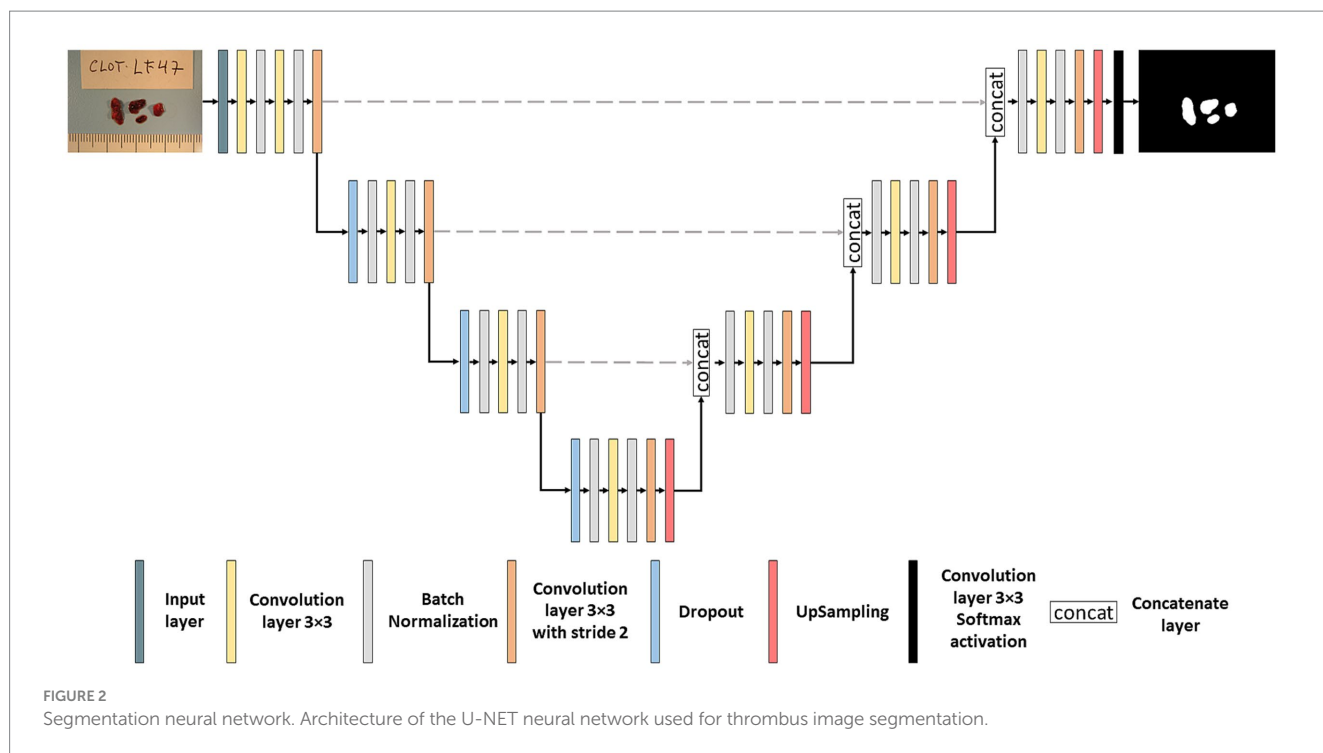 CLOT. LF47
concat
concat
concat
Input
layer
Convolution
layer 3×3
Batch
Normalization
Convolution
layer 3×3
with stride 2
Dropout
UpSampling
Convolution
layer 3×3
Softmax
activation
concat
Concatenate
layer
FIGURE 2
Segmentation neural network. Architecture of the U-NET neural network used for thrombus image segmentation.